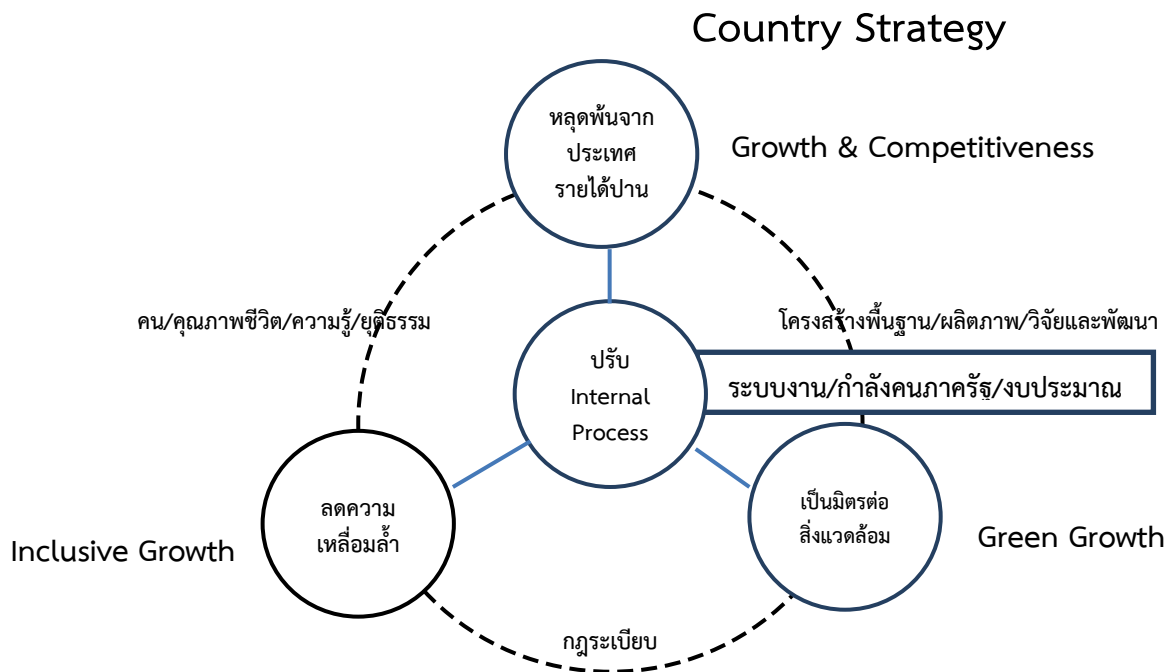 Country Strategy
หลุดพ้นจาก
ประเทศ
รายได้ปาน
Growth & Competitiveness
คน/คุณภาพชีวิต/ความรู้/ยุติธรรม
โครงสร้างพื้นฐาน/ผลิตภาพ/วิจัยและพัฒนา
ปรับ
Internal
Process
ระบบงาน/กำลังคนภาครัฐ/งบประมาณ
ลดความ
เหลื่อมล้ำ
Inclusive Growth
เป็นมิตรต่อ
สิ่งแวดล้อม
Green Growth
กฎระเบียบ